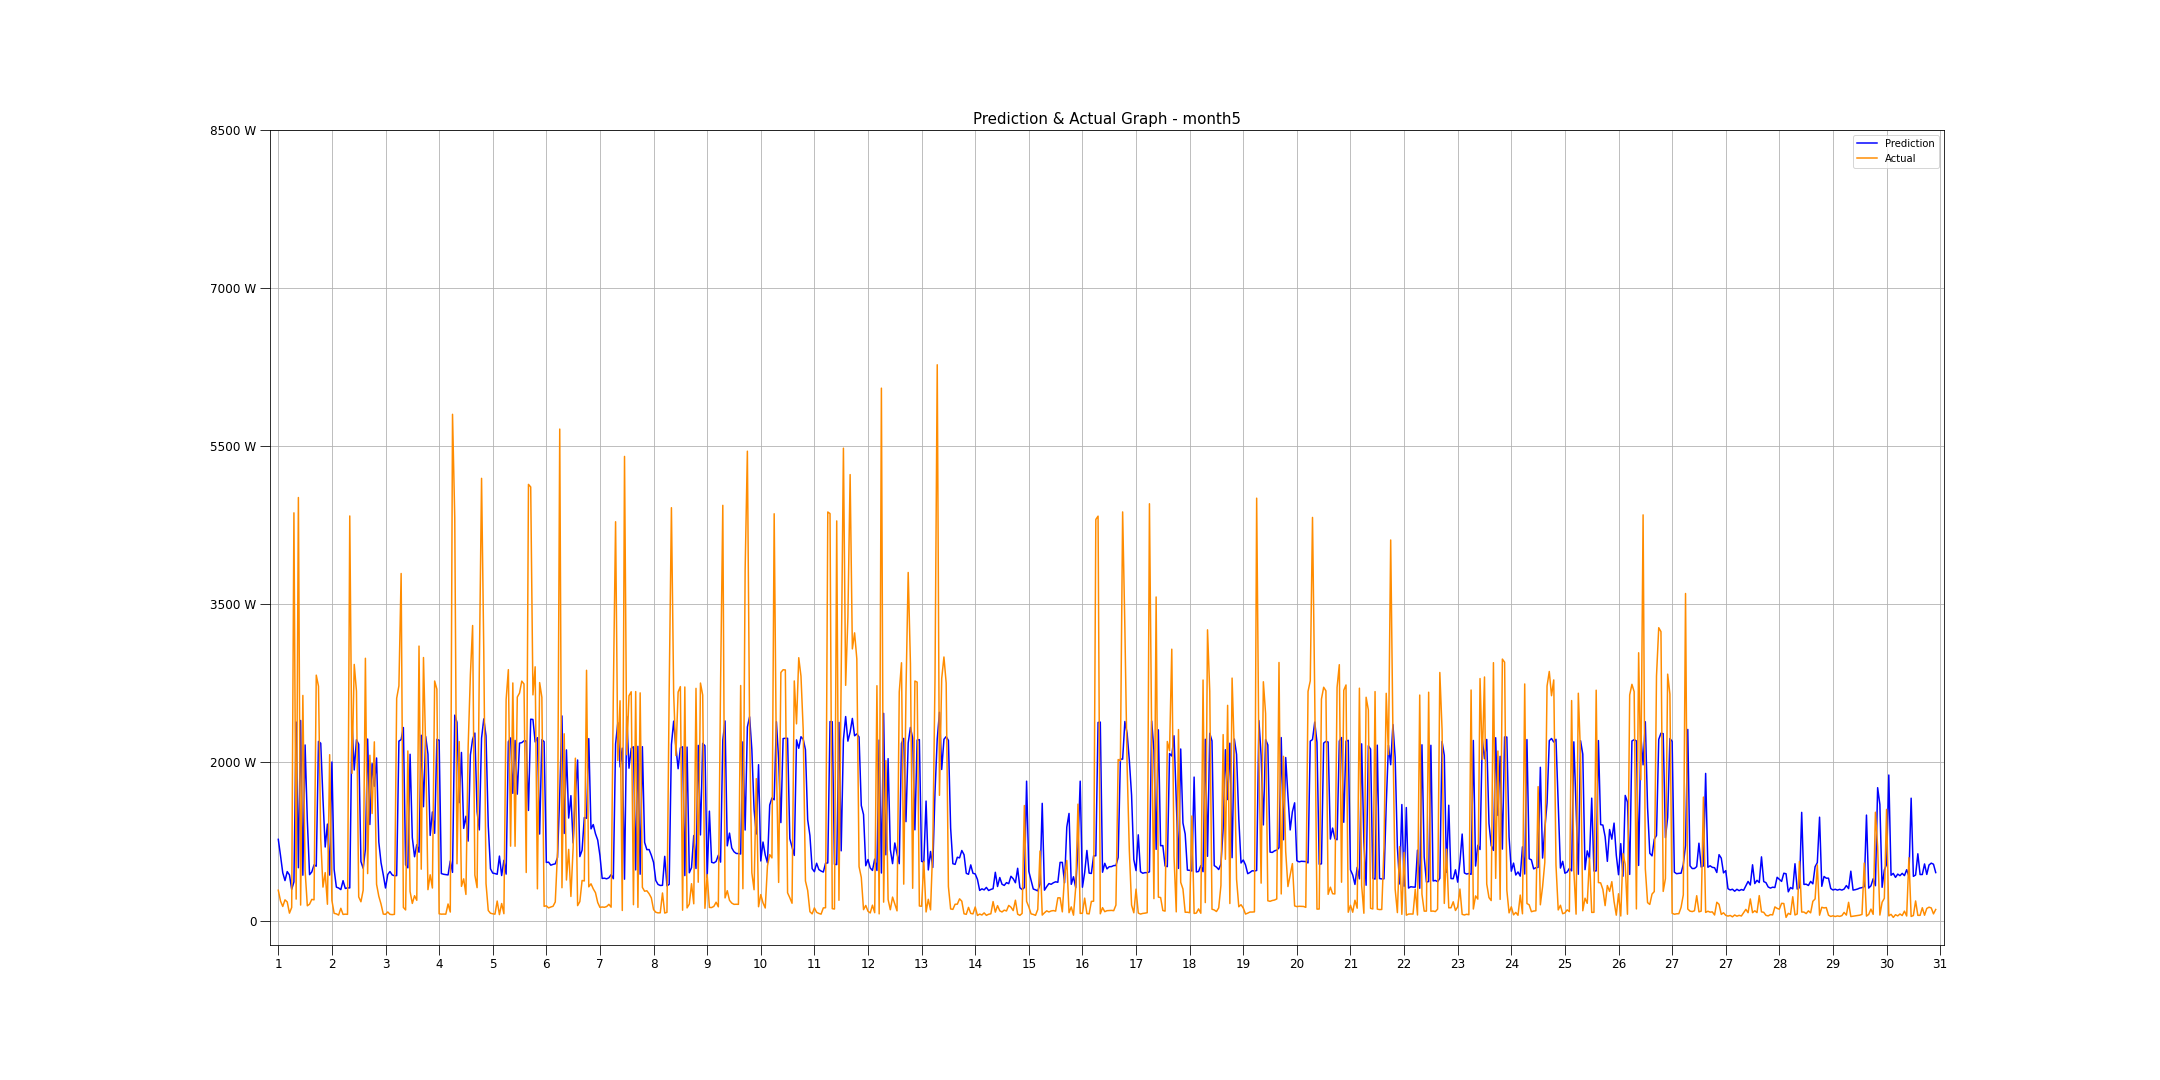 Prediction & Actual Graph - month5
8500 W
7000 W
5500 W
3500 W
2000 W
0
Prediction
Actual
1 2 3 4 5 6 7 8 9 10 11 12 13 14 15 16 17 18 19 20 21 22 23 24 25 26 27 27 28 29 30 31